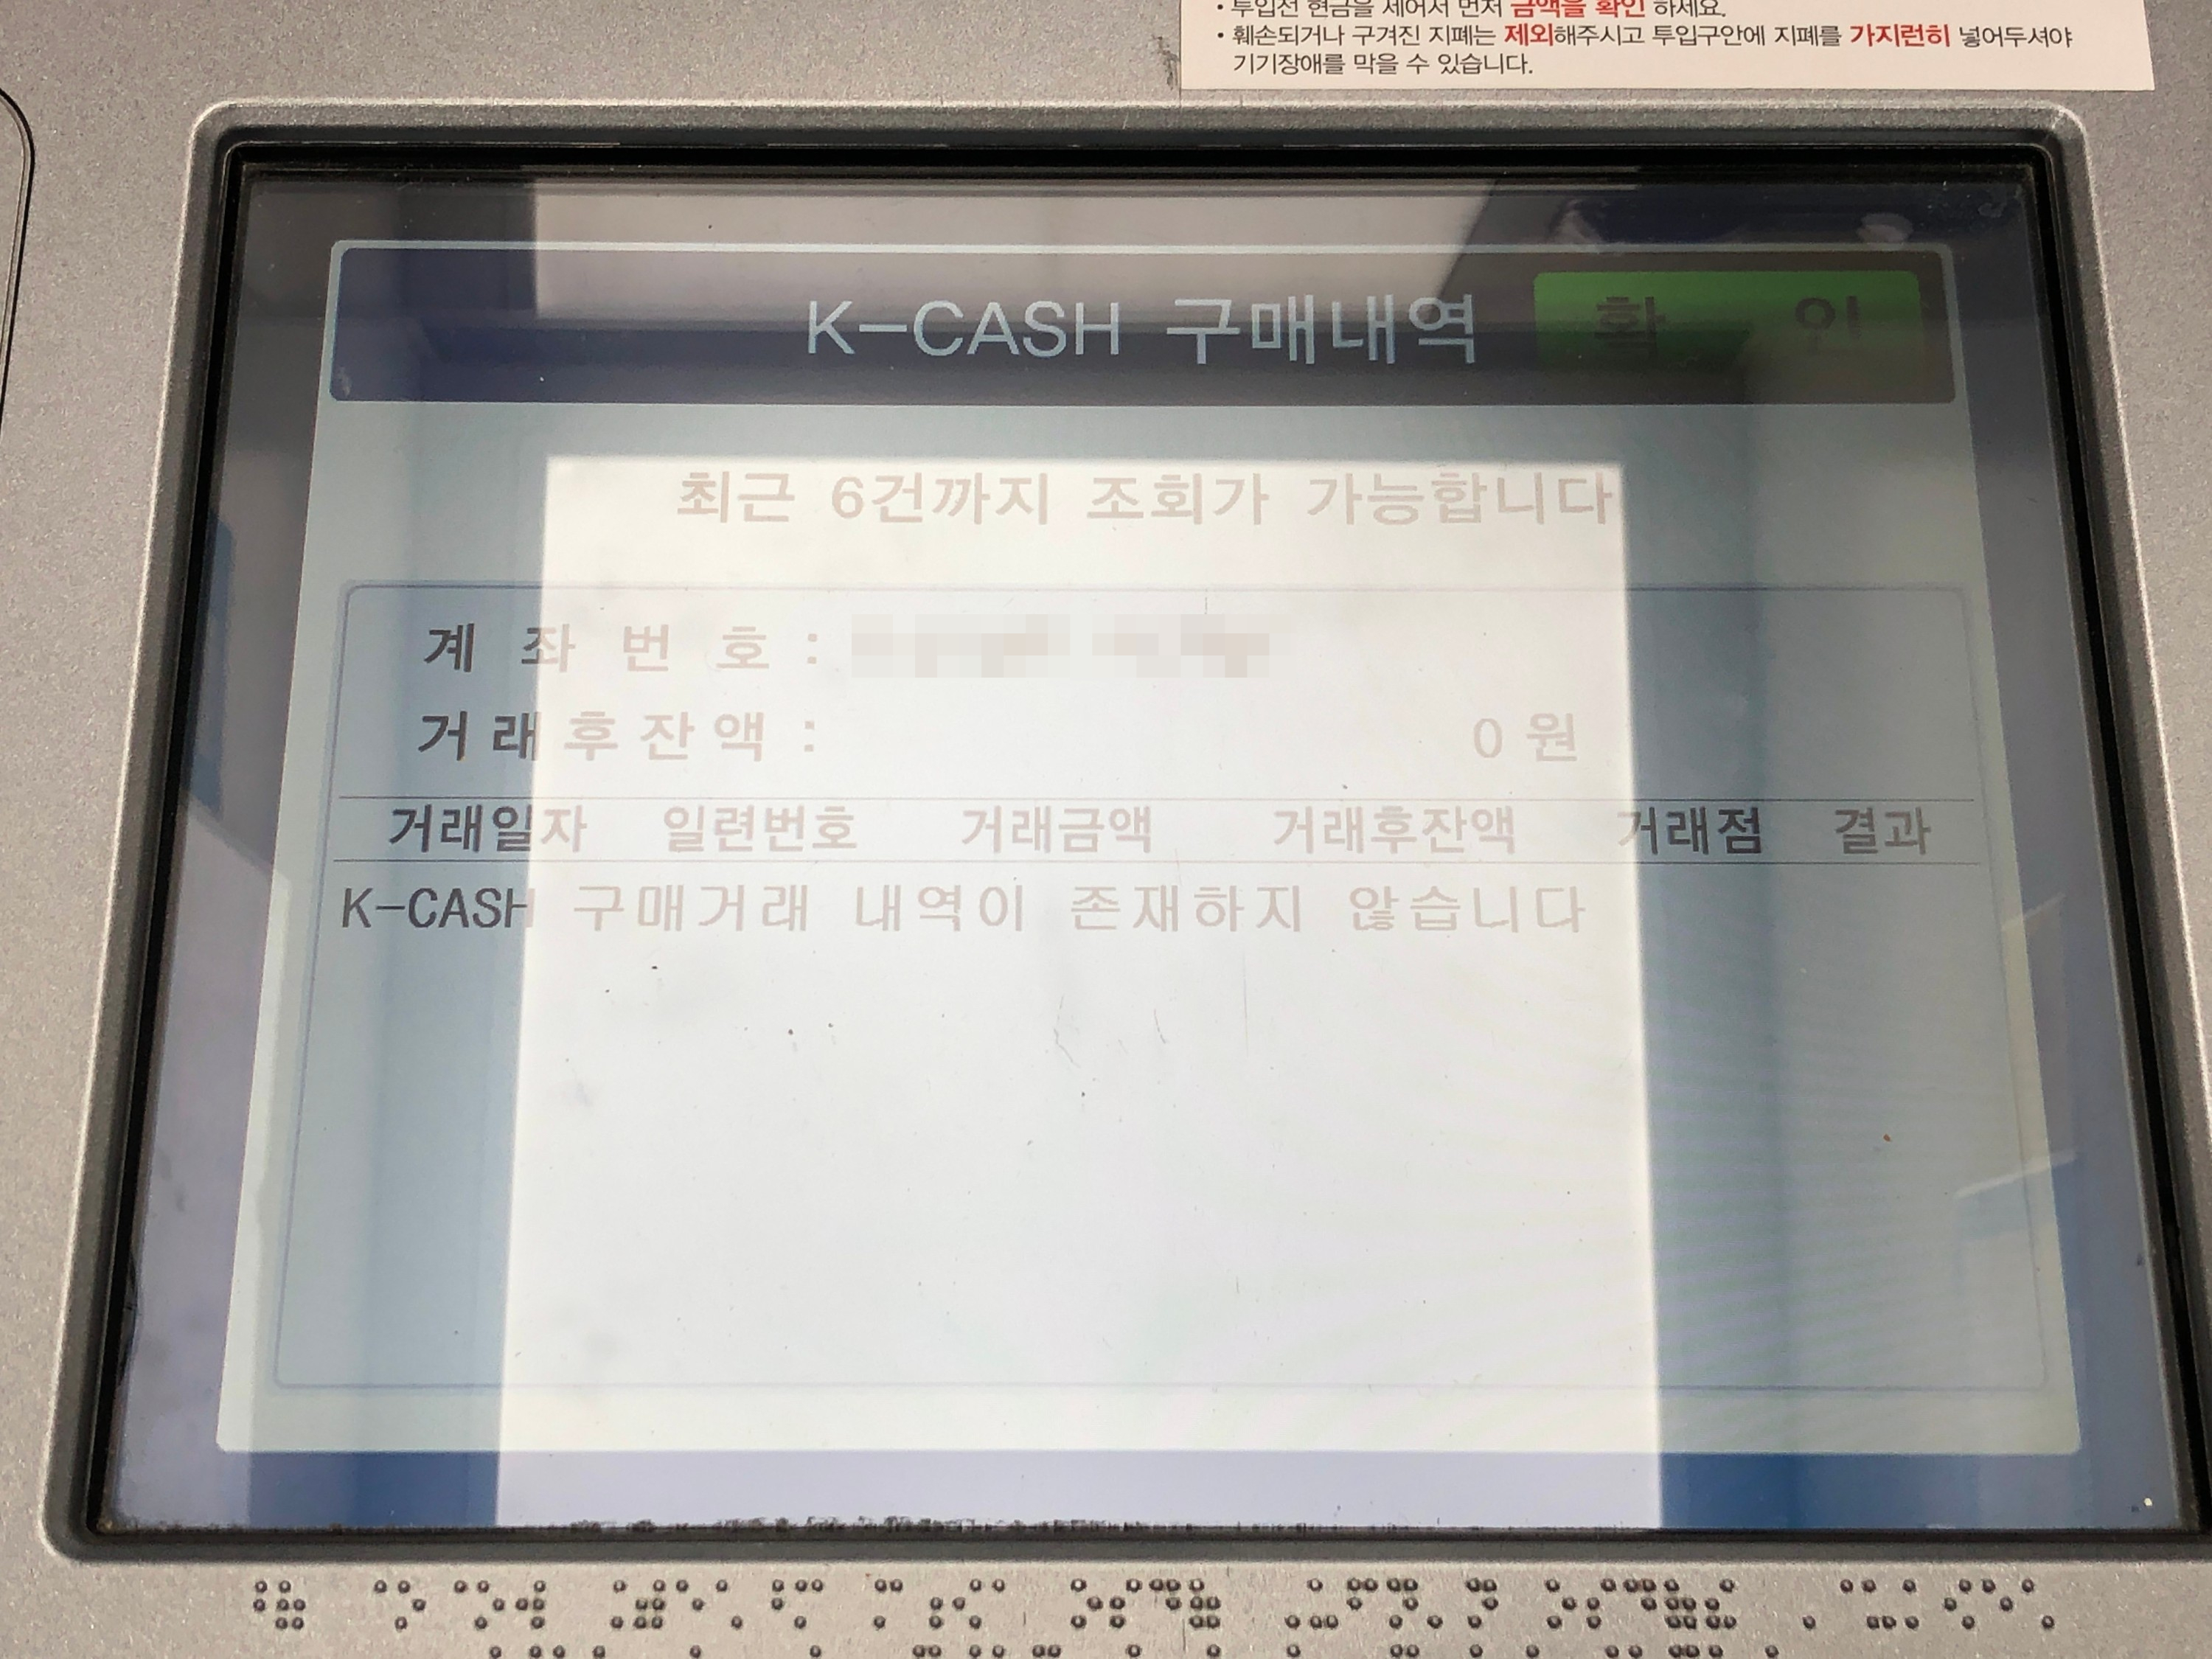 • 투입전 현금을 세어서 먼저 금액을 확인 하세요.
• 훼손되거나 구겨진 지폐는 제외해주시고 투입구안에 지폐를 가지런히 넣어두셔야
기기장애를 막을 수 있습니다.
K-CASH 구매내역
확 인
최근 6건까지 조회가 가능합니다
계 좌 번 호 :
거래후잔액 : 0 원
거래일자 일련번호 거래금액 거래후잔액 거래점 결과
K-CASH 구매거래 내역이 존재하지 않습니다